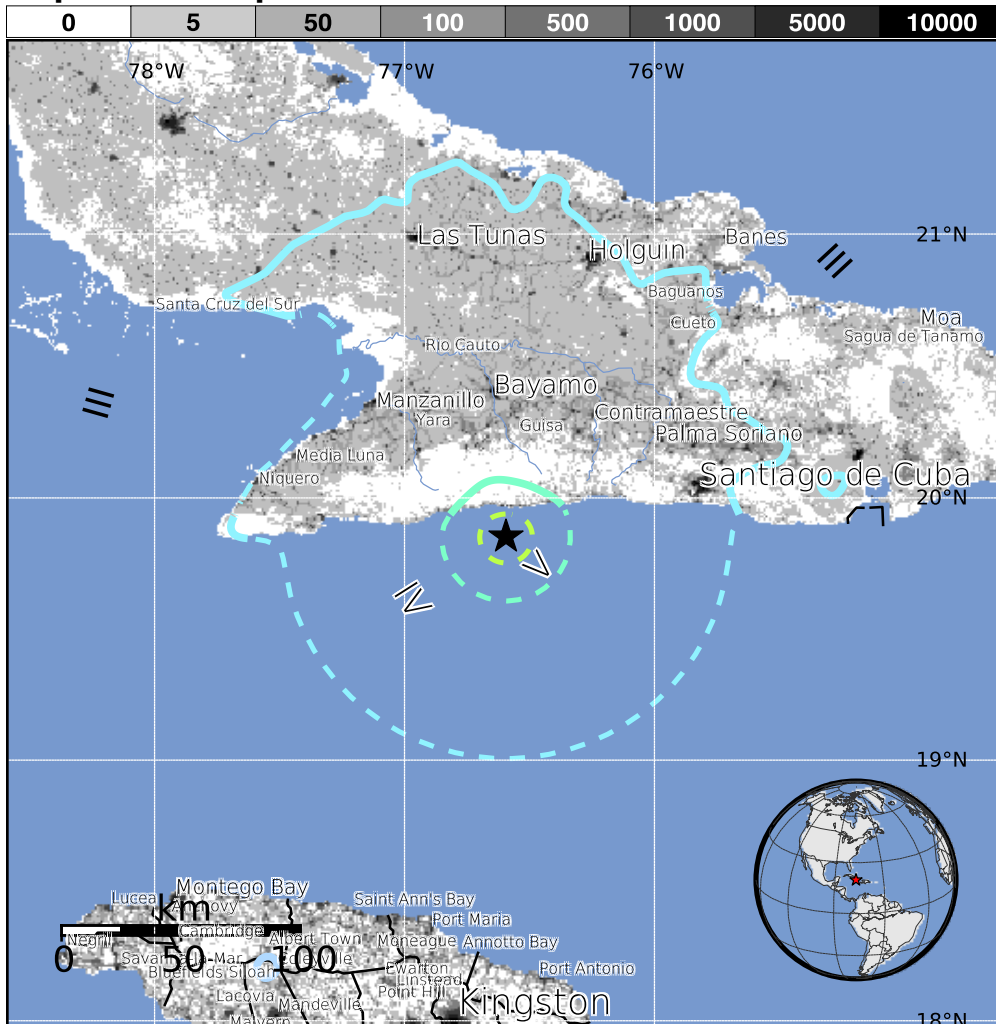 0 5 50 100 500 1000 5000 10000
78°W 77°W 76°W
Las Tunas
Holguin
Banes
21°N
III
Baguanos
Santa Cruz del Sur
Cueto
Moa
Sagua de Tanamo
Rio Cauto
III
Bayamo
Manzanillo
Yara
Guisa
Contramaestre
Palma Soriano
Media Luna
Niquero
Santiago de Cuba
20°N
V
IV
19°N
Montego Bay
Lucea
Saint Ann's Bay
km
Port Maria
Negril
Cambridge
Albert Town
Moneague
Annotto Bay
0 50 100
Bluefields
Siloah
Ewarton
Port Antonio
Linstead
Point Hill
Lacovia
Mandeville
Kingston
Malvern
18°N